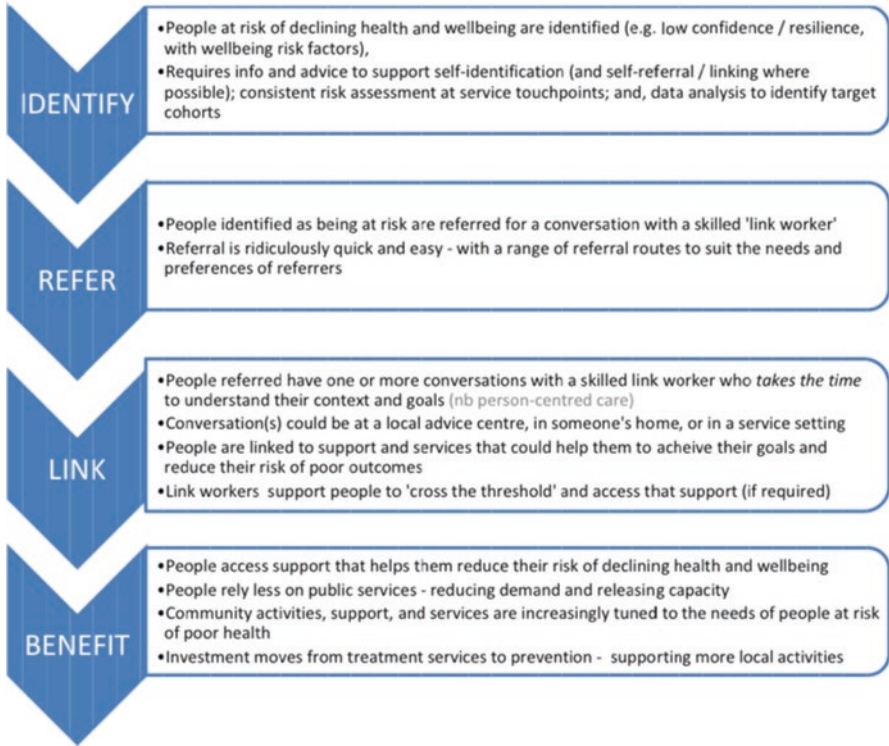 IDENTIFY
•People at risk of declining health and wellbeing are identified (e.g. low confidence / resilience,
with wellbeing risk factors),
•Requires info and advice to support self-identification (and self-referral / linking where
possible); consistent risk assessment at service touchpoints; and, data analysis to identify target
cohorts
REFER
•People identified as being at risk are referred for a conversation with a skilled 'link worker'
•Referral is ridiculously quick and easy - with a range of referral routes to suit the needs and
preferences of referrers
LINK
•People referred have one or more conversations with a skilled link worker who takes the time
to understand their context and goals (nb person-centred care)
•Conversation(s) could be at a local advice centre, in someone's home, or in a service setting
•People are linked to support and services that could help them to acheive their goals and
reduce their risk of poor outcomes
•Link workers support people to 'cross the threshold' and access that support (if required)
BENEFIT
•People access support that helps them reduce their risk of declining health and wellbeing
•People rely less on public services - reducing demand and releasing capacity
•Community activities, support, and services are increasingly tuned to the needs of people at risk
of poor health
•Investment moves from treatment services to prevention - supporting more local activities